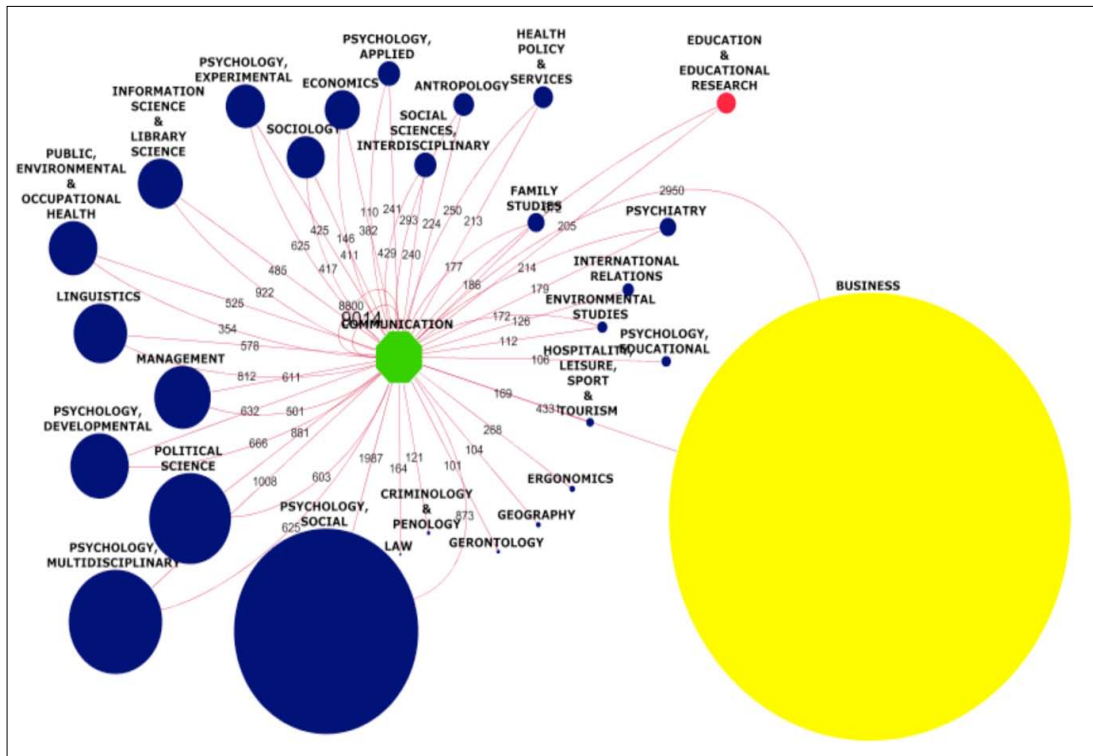 PSYCHOLOGY,
APPLIED
HEALTH
POLICY
&
SERVICES
EDUCATION
&
EDUCATIONAL
RESEARCH
PSYCHOLOGY,
EXPERIMENTAL
ECONOMICS
ANTROPOLOGY
INFORMATION
SCIENCE
&
LIBRARY
SCIENCE
SOCIOLOGY
SOCIAL
SCIENCES,
INTERDISCIPLINARY
PUBLIC,
ENVIRONMENTAL
&
OCCUPATIONAL
HEALTH
FAMILY
STUDIES
2950
PSYCHIATRY
110
241
250
293
224
213
205
425
146
382
625
411
429
240
177
214
417
485
186
179
INTERNATIONAL
RELATIONS
BUSINESS
922
525
8800
9014
COMMUNICATION
172
126
112
ENVIRONMENTAL
STUDIES
LINGUISTICS
354
578
PSYCHOLOGY,
EDUCATIONAL
106
HOSPITALITY,
LEISURE,
SPORT
&
TOURISM
MANAGEMENT
812
611
169
4331
PSYCHOLOGY,
DEVELOPMENTAL
632
501
666
881
268
104
POLITICAL
SCIENCE
1008
603
1987
164
121
101
ERGONOMICS
PSYCHOLOGY,
SOCIAL
CRIMINOLOGY
&
PENOLOGY
873
GEOGRAPHY
625
LAW
GERONTOLOGY
PSYCHOLOGY,
MULTIDISCIPLINARY